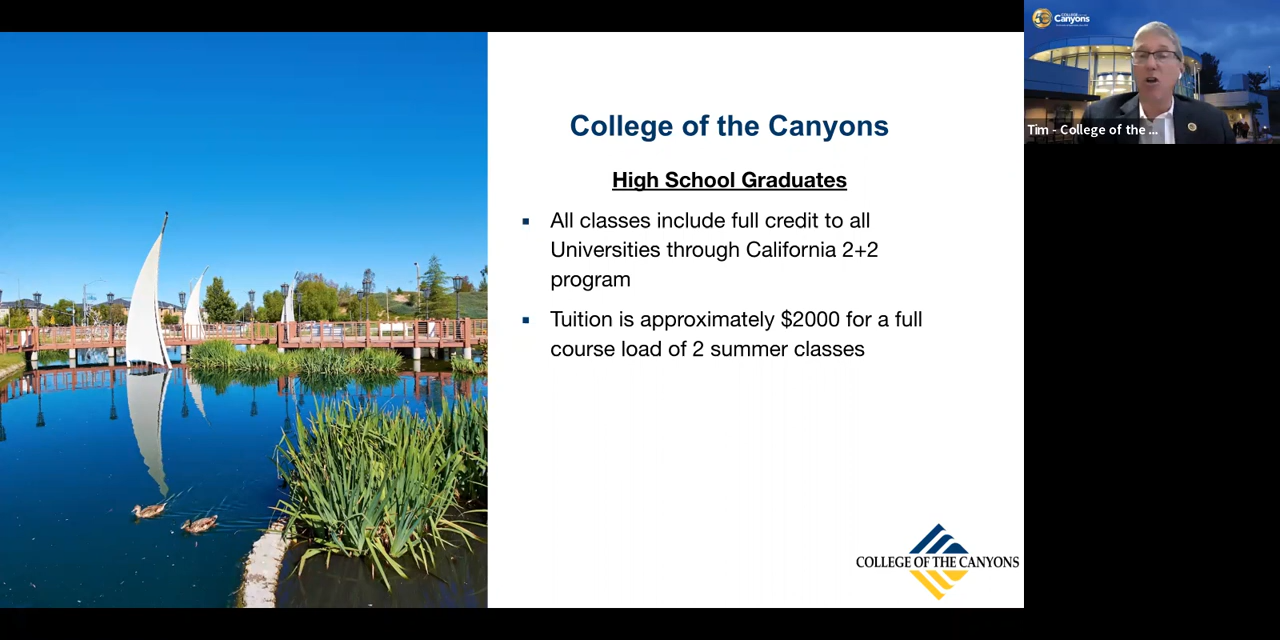 College of the Canyons
High School Graduates
▪ All classes include full credit to all
Universities through California 2+2
program
▪ Tuition is approximately $2000 for a full
course load of 2 summer classes
COLLEGE OF THE CANYONS
Canyons
Tim - College of the ...